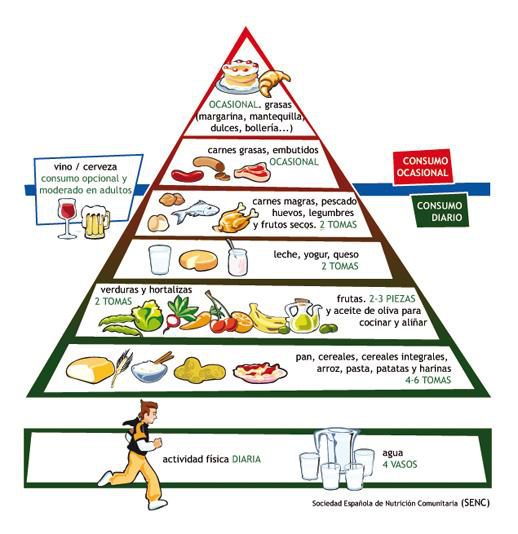 OCASIONAL. grasas
(margarina, mantequilla,
dulces, bollería...)
carnes grasas, embutidos
OCASIONAL
vino / cerveza
consumo opcional y
moderado en adultos
CONSUMO
OCASIONAL
CONSUMO
DIARIO
carnes magras, pescado
huevos, legumbres
y frutos secos. 2 TOMAS
leche, yogur, queso
2 TOMAS
verduras y hortalizas
2 TOMAS
frutas. 2-3 PIEZAS
y aceite de oliva para
cocinar y aliñar
pan, cereales, cereales integrales,
arroz, pasta, patatas y harinas
4-6 TOMAS
actividad física DIARIA
agua
4 VASOS
Sociedad Española de Nutrición Comunitaria (SENC)